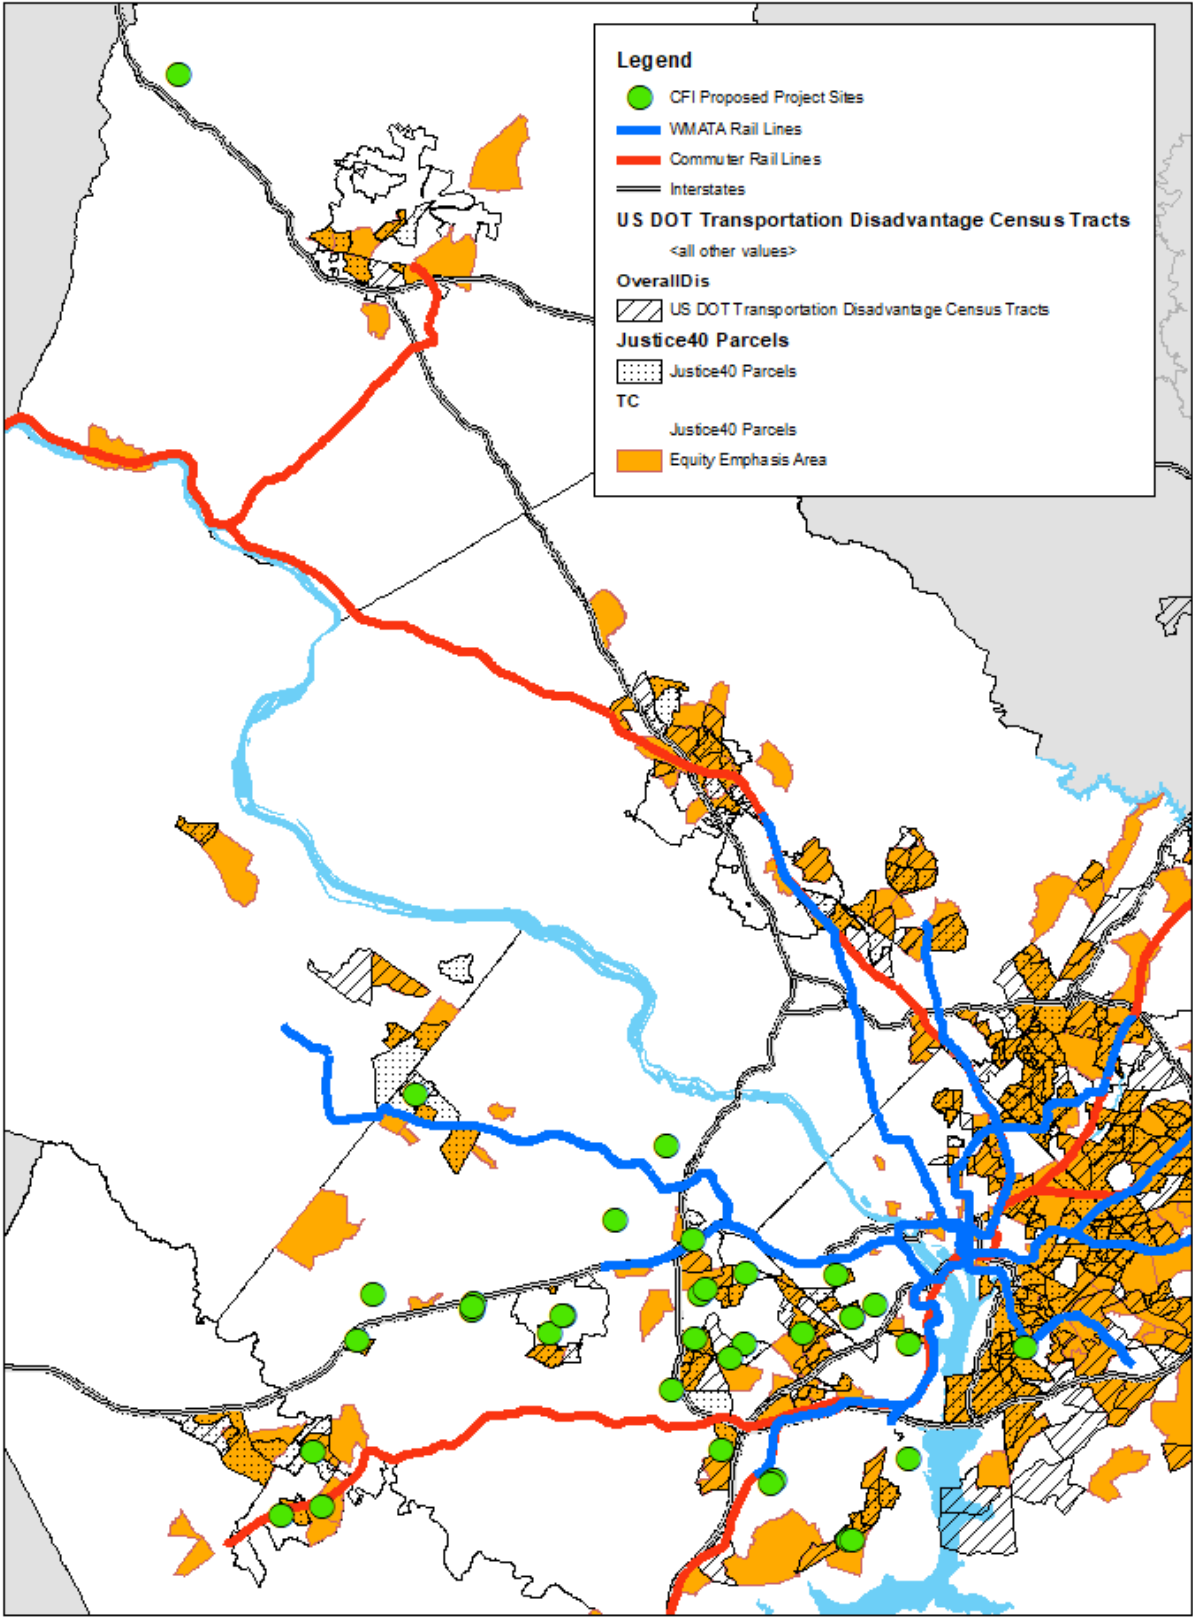 Legend
CFI Proposed Project Sites
WMATA Rail Lines
Commuter Rail Lines
Interstates
US DOT Transportation Disadvantage Census Tracts
<all other values>
OverallDis
US DOT Transportation Disadvantage Census Tracts
Justice40 Parcels
Justice40 Parcels
TC
Justice40 Parcels
Equity Emphasis Area